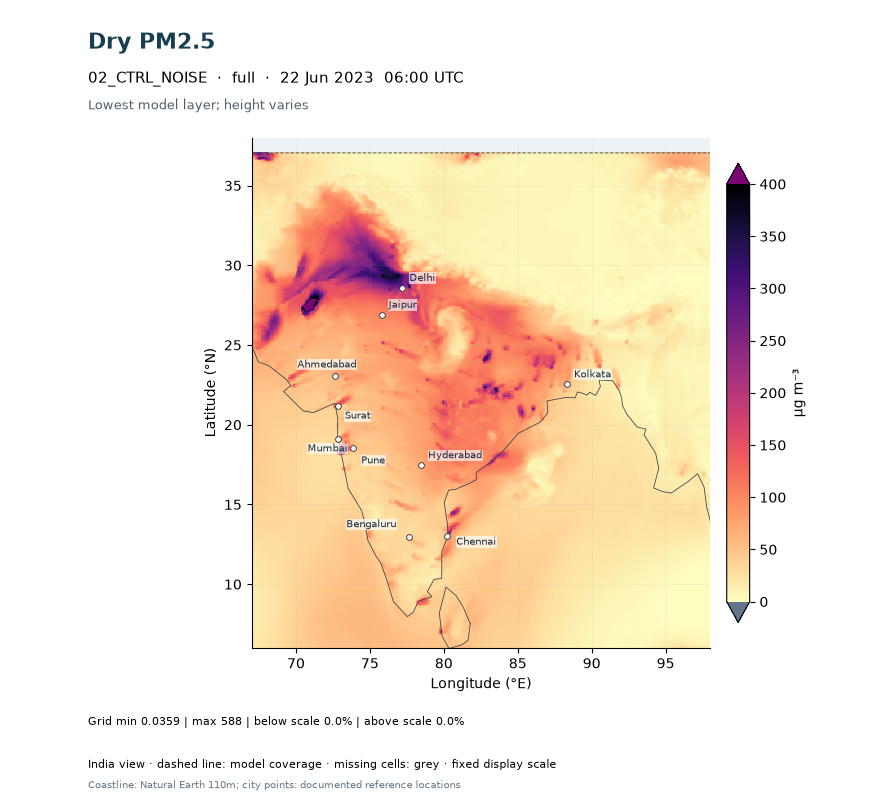 Dry PM2.5
02_CTRL_NOISE · full · 22 Jun 2023 06:00 UTC
Lowest model layer; height varies
35
30
25
20
15
10
Latitude (°N)
70
75
80
85
90
95
Longitude (°E)
Delhi
Jaipur
Ahmedabad
Kolkata
Surat
Mumbai
Pune
Hyderabad
Bengaluru
Chennai
400
350
300
250
200
150
100
50
0
µg m⁻³
Grid min 0.0359 | max 588 | below scale 0.0% | above scale 0.0%
India view · dashed line: model coverage · missing cells: grey · fixed display scale
Coastline: Natural Earth 110m; city points: documented reference locations